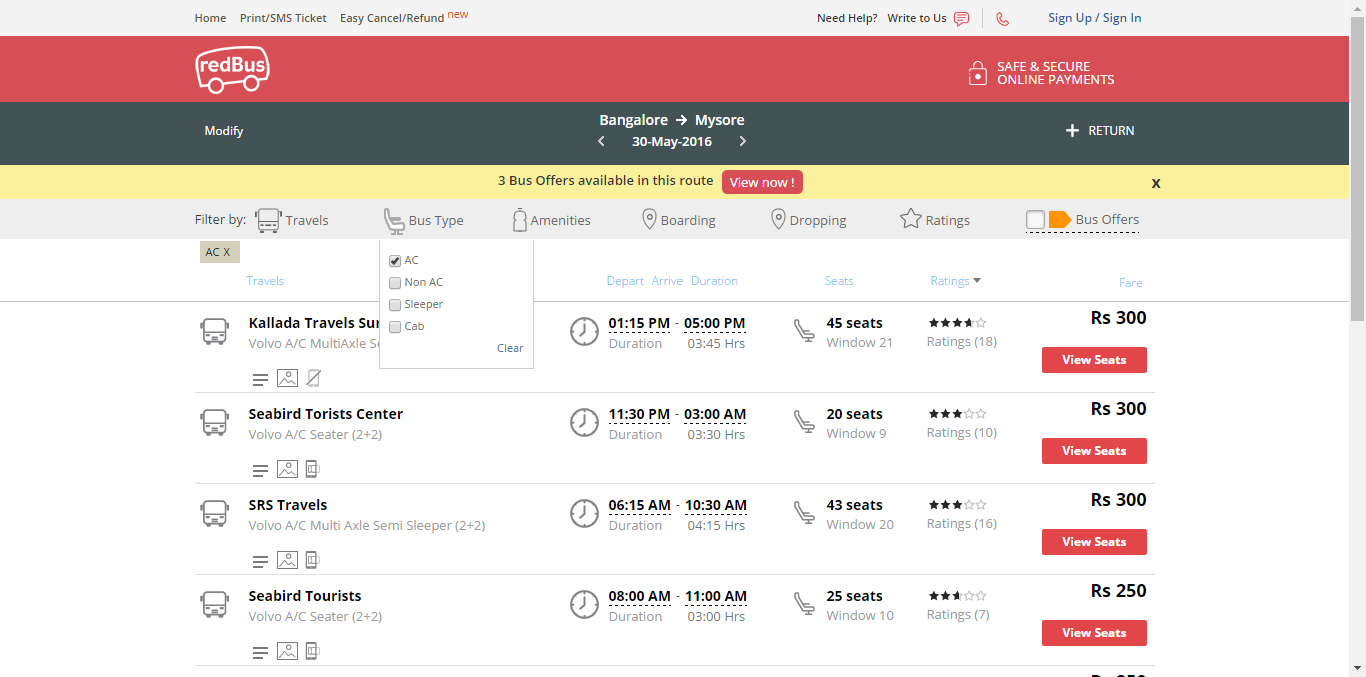 Home Print/SMS Ticket Easy Cancel/Refund new Need Help? Write to Us Sign Up / Sign In
redBus
SAFE & SECURE
ONLINE PAYMENTS
Modify
Bangalore → Mysore
< 30-May-2016 >
+ RETURN
3 Bus Offers available in this route View now ! X
Filter by: Travels Bus Type Amenities Boarding Dropping Ratings Bus Offers
AC X
AC
Non AC
Sleeper
Cab
Clear
Travels Depart Arrive Duration Seats Ratings Fare
Kallada Travels Sur 01:15 PM - 05:00 PM 45 seats Rs 300
Volvo A/C MultiAxle Se Duration 03:45 Hrs Window 21 Ratings (18)
View Seats
Seabird Torists Center 11:30 PM - 03:00 AM 20 seats Rs 300
Volvo A/C Seater (2+2) Duration 03:30 Hrs Window 9 Ratings (10)
View Seats
SRS Travels 06:15 AM - 10:30 AM 43 seats Rs 300
Volvo A/C Multi Axle Semi Sleeper (2+2) Duration 04:15 Hrs Window 20 Ratings (16)
View Seats
Seabird Tourists 08:00 AM - 11:00 AM 25 seats Rs 250
Volvo A/C Seater (2+2) Duration 03:00 Hrs Window 10 Ratings (7)
View Seats